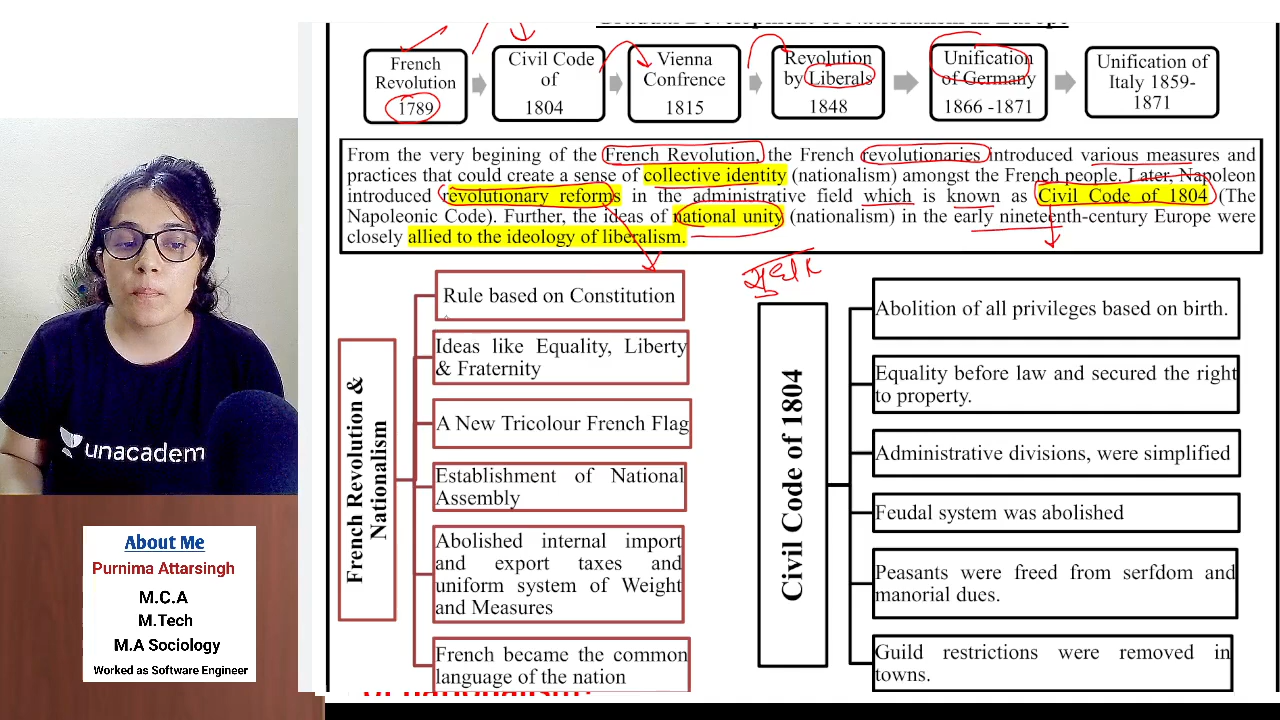 Gradual Development of Nationalism in Europe
French
Revolution
1789
Civil Code
of
1804
Vienna
Confrence
1815
Revolution
by Liberals
1848
Unification
of Germany
1866 -1871
Unification of
Italy 1859-
1871
From the very begining of the French Revolution, the French revolutionaries introduced various measures and
practices that could create a sense of collective identity (nationalism) amongst the French people. Later, Napoleon
introduced revolutionary reforms in the administrative field which is known as Civil Code of 1804 (The
Napoleonic Code). Further, the ideas of national unity (nationalism) in the early nineteenth-century Europe were
closely allied to the ideology of liberalism.
French Revolution &
Nationalism
Rule based on Constitution
Ideas like Equality, Liberty
& Fraternity
A New Tricolour French Flag
Establishment of National
Assembly
Abolished internal import
and export taxes and
uniform system of Weight
and Measures
French became the common
language of the nation
Civil Code of 1804
Abolition of all privileges based on birth.
Equality before law and secured the right
to property.
Administrative divisions, were simplified
Feudal system was abolished
Peasants were freed from serfdom and
manorial dues.
Guild restrictions were removed in
towns.
unacadem
About Me
Purnima Attarsingh
M.C.A
M.Tech
M.A Sociology
Worked as Software Engineer